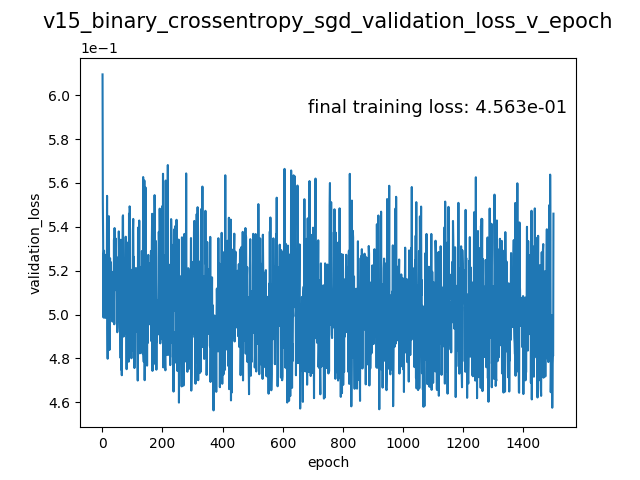 v15_binary_crossentropy_sgd_validation_loss_v_epoch
1e−1
final training loss: 4.563e-01
6.0
5.8
5.6
5.4
5.2
5.0
4.8
4.6
validation_loss
0 200 400 600 800 1000 1200 1400
epoch